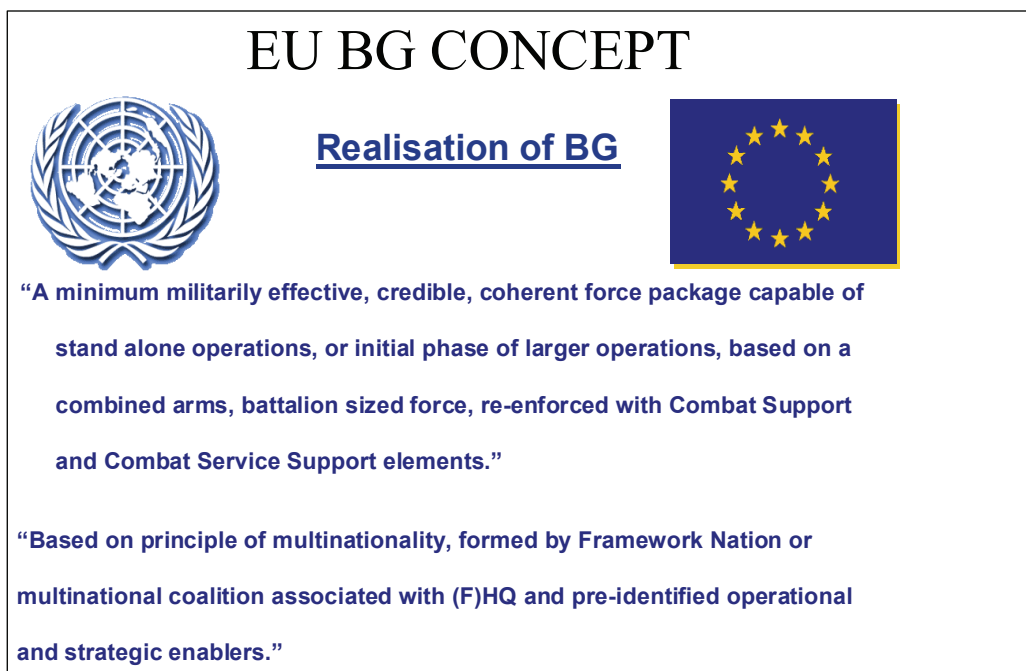 EU BG CONCEPT
Realisation of BG
“A minimum militarily effective, credible, coherent force package capable of
stand alone operations, or initial phase of larger operations, based on a
combined arms, battalion sized force, re-enforced with Combat Support
and Combat Service Support elements.”
“Based on principle of multinationality, formed by Framework Nation or
multinational coalition associated with (F)HQ and pre-identified operational
and strategic enablers.”